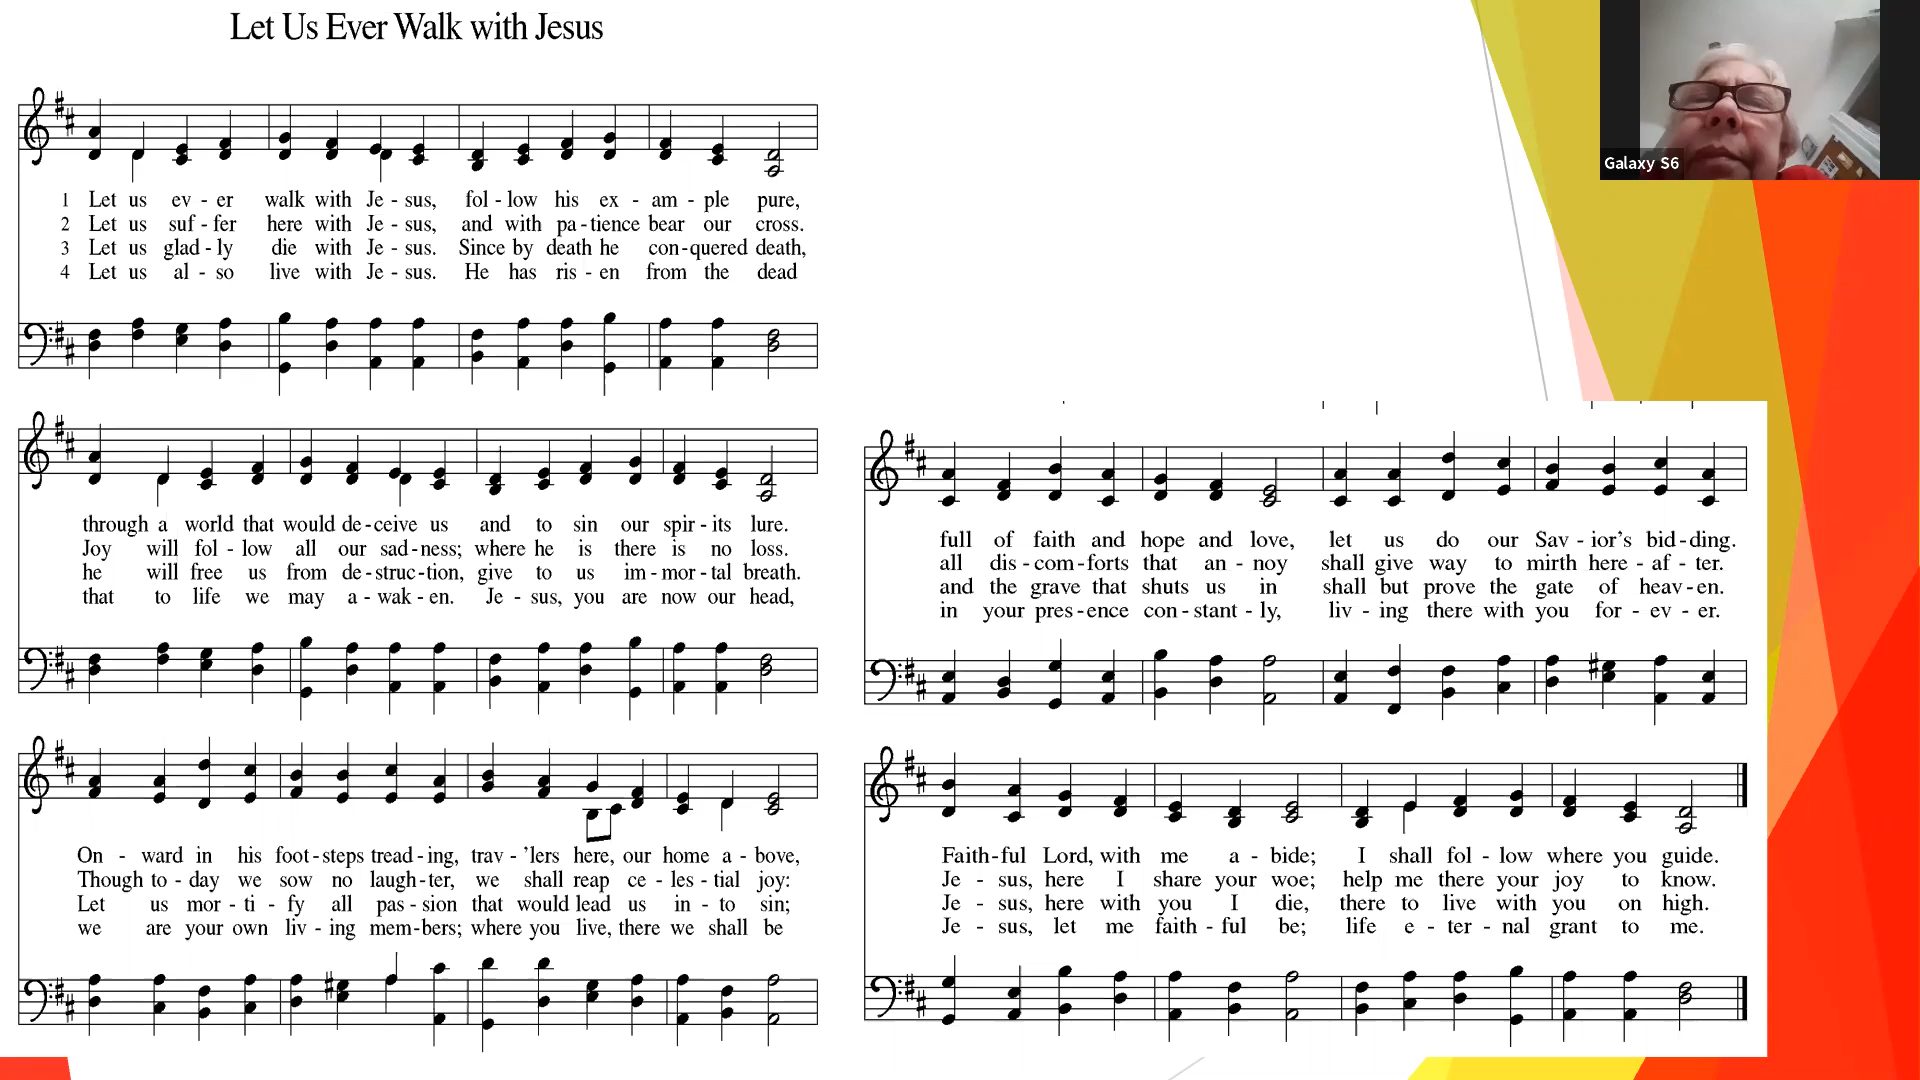 Let Us Ever Walk with Jesus
1 Let us ev - er walk with Je - sus, fol - low his ex - am - ple pure,
2 Let us suf - fer here with Je - sus, and with pa - tience bear our cross.
3 Let us glad - ly die with Je - sus. Since by death he con - quered death,
4 Let us al - so live with Je - sus. He has ris - en from the dead
through a world that would de - ceive us and to sin our spir - its lure.
Joy will fol - low all our sad - ness; where he is there is no loss.
he will free us from de - struc - tion, give to us im - mor - tal breath.
that to life we may a - wak - en. Je - sus, you are now our head,
On - ward in his foot - steps tread - ing, trav - 'lers here, our home a - bove,
Though to - day we sow no laugh - ter, we shall reap ce - les - tial joy:
Let us mor - ti - fy all pas - sion that would lead us in - to sin;
we are your own liv - ing mem - bers; where you live, there we shall be
full of faith and hope and love, let us do our Sav - ior's bid - ding.
all dis - com - forts that an - noy shall give way to mirth here - af - ter.
and the grave that shuts us in shall but prove the gate of heav - en.
in your pres - ence con - stant - ly, liv - ing there with you for - ev - er.
Faith - ful Lord, with me a - bide; I shall fol - low where you guide.
Je - sus, here I share your woe; help me there your joy to know.
Je - sus, here with you I die, there to live with you on high.
Je - sus, let me faith - ful be; life e - ter - nal grant to me.
Galaxy S6